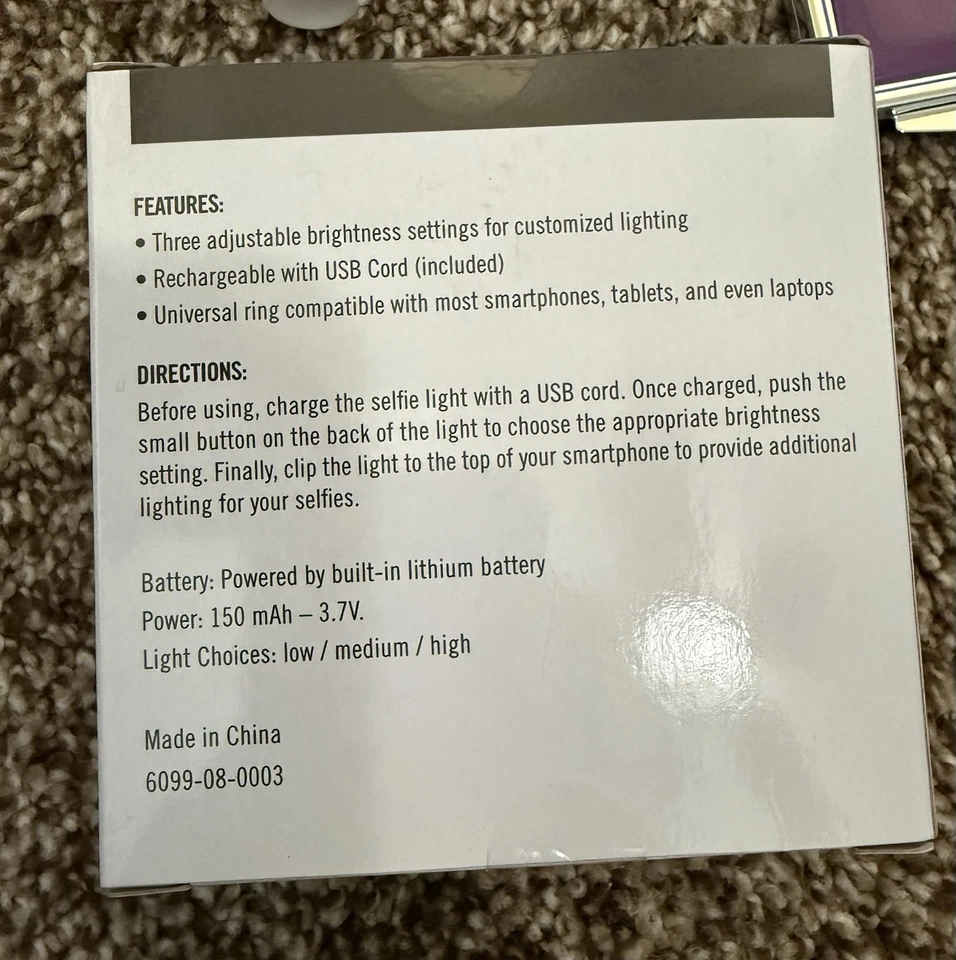 FEATURES:
• Three adjustable brightness settings for customized lighting
• Rechargeable with USB Cord (included)
• Universal ring compatible with most smartphones, tablets, and even laptops
DIRECTIONS:
Before using, charge the selfie light with a USB cord. Once charged, push the
small button on the back of the light to choose the appropriate brightness
setting. Finally, clip the light to the top of your smartphone to provide additional
lighting for your selfies.
Battery: Powered by built-in lithium battery
Power: 150 mAh – 3.7V.
Light Choices: low / medium / high
Made in China
6099-08-0003